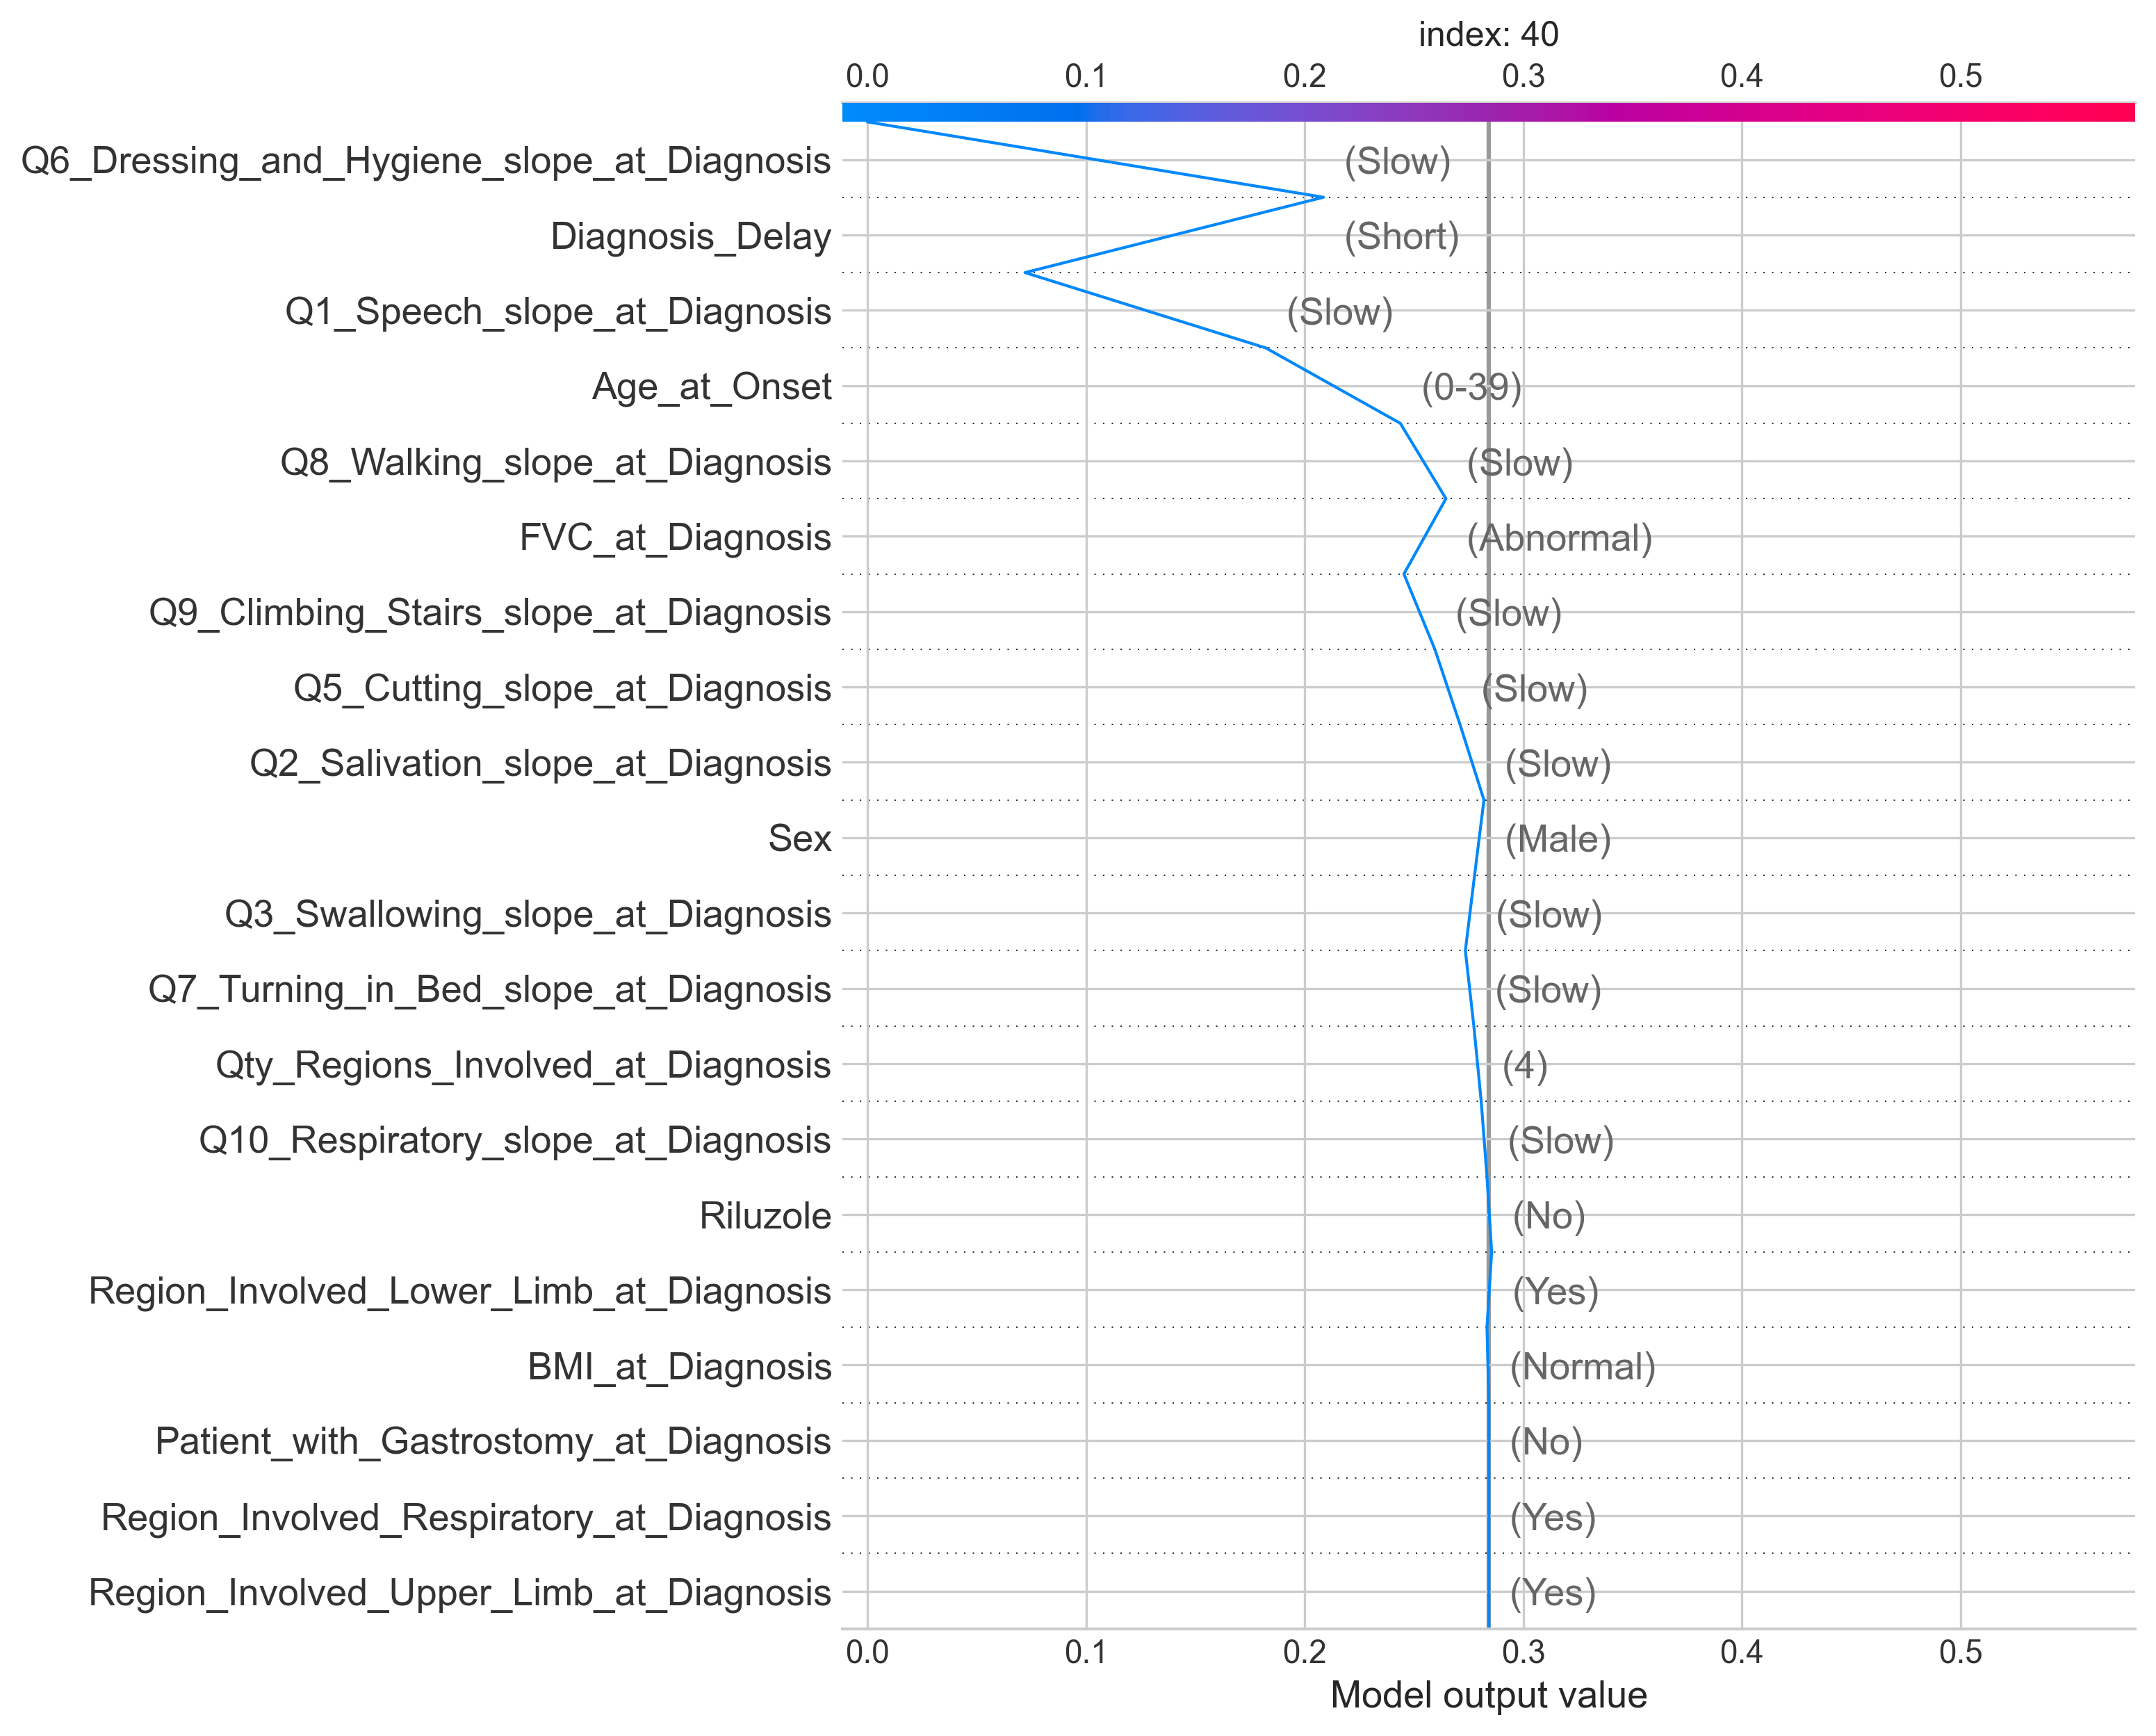 index: 40
0.0 0.1 0.2 0.3 0.4 0.5
Q6_Dressing_and_Hygiene_slope_at_Diagnosis (Slow)
Diagnosis_Delay (Short)
Q1_Speech_slope_at_Diagnosis (Slow)
Age_at_Onset (0-39)
Q8_Walking_slope_at_Diagnosis (Slow)
FVC_at_Diagnosis (Abnormal)
Q9_Climbing_Stairs_slope_at_Diagnosis (Slow)
Q5_Cutting_slope_at_Diagnosis (Slow)
Q2_Salivation_slope_at_Diagnosis (Slow)
Sex (Male)
Q3_Swallowing_slope_at_Diagnosis (Slow)
Q7_Turning_in_Bed_slope_at_Diagnosis (Slow)
Qty_Regions_Involved_at_Diagnosis (4)
Q10_Respiratory_slope_at_Diagnosis (Slow)
Riluzole (No)
Region_Involved_Lower_Limb_at_Diagnosis (Yes)
BMI_at_Diagnosis (Normal)
Patient_with_Gastrostomy_at_Diagnosis (No)
Region_Involved_Respiratory_at_Diagnosis (Yes)
Region_Involved_Upper_Limb_at_Diagnosis (Yes)
0.0 0.1 0.2 0.3 0.4 0.5
Model output value